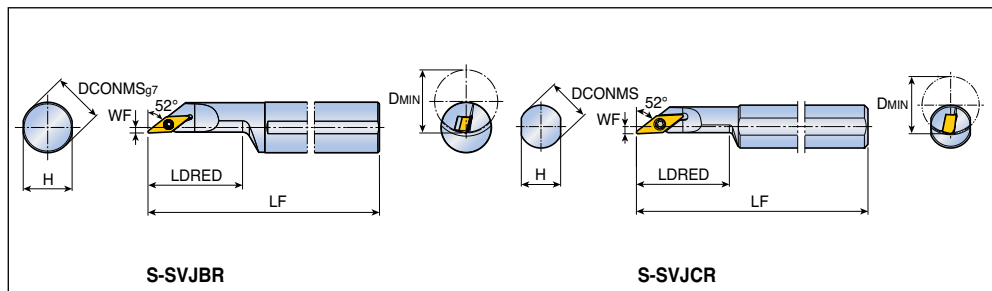 DCONMSg7
52°
WF
H
LDRED
LF
DMIN
S-SVJBR
DCONMS
52°
WF
H
LDRED
LF
DMIN
S-SVJCR